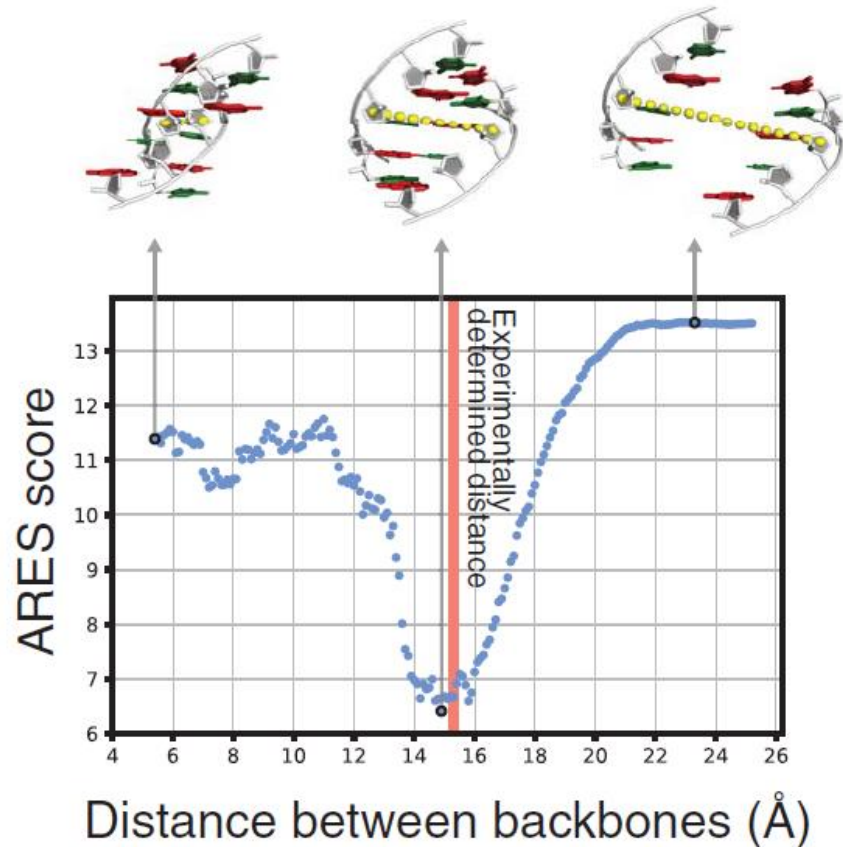 ARES score
13
12
11
10
9
8
7
6
Experimentally
determined distance
4 6 8 10 12 14 16 18 20 22 24 26
Distance between backbones (Å)